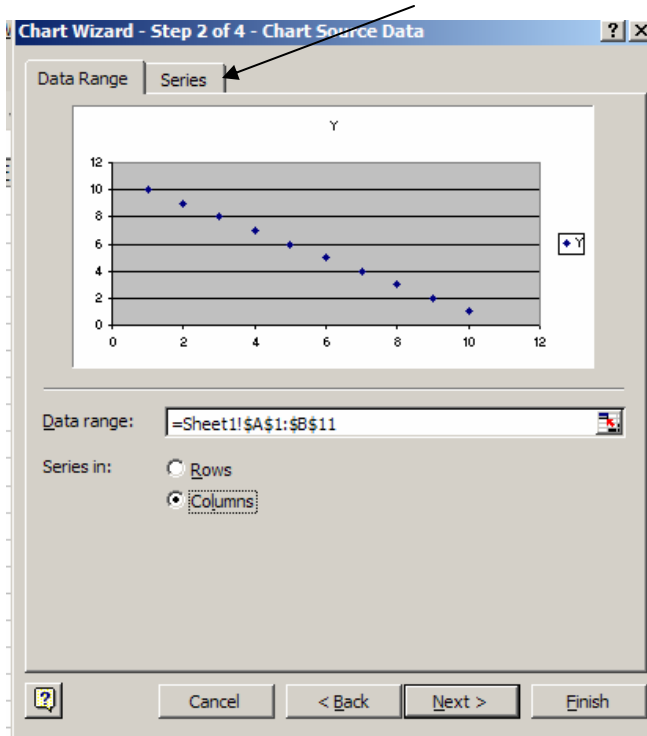 Chart Wizard - Step 2 of 4 - Chart Source Data ? X
Data Range Series
Y
12
10
8
6
4
2
0
Y
0 2 4 6 8 10 12
Data range: =Sheet1!$A$1:$B$11
Series in: Rows
Columns
? Cancel < Back Next > Finish